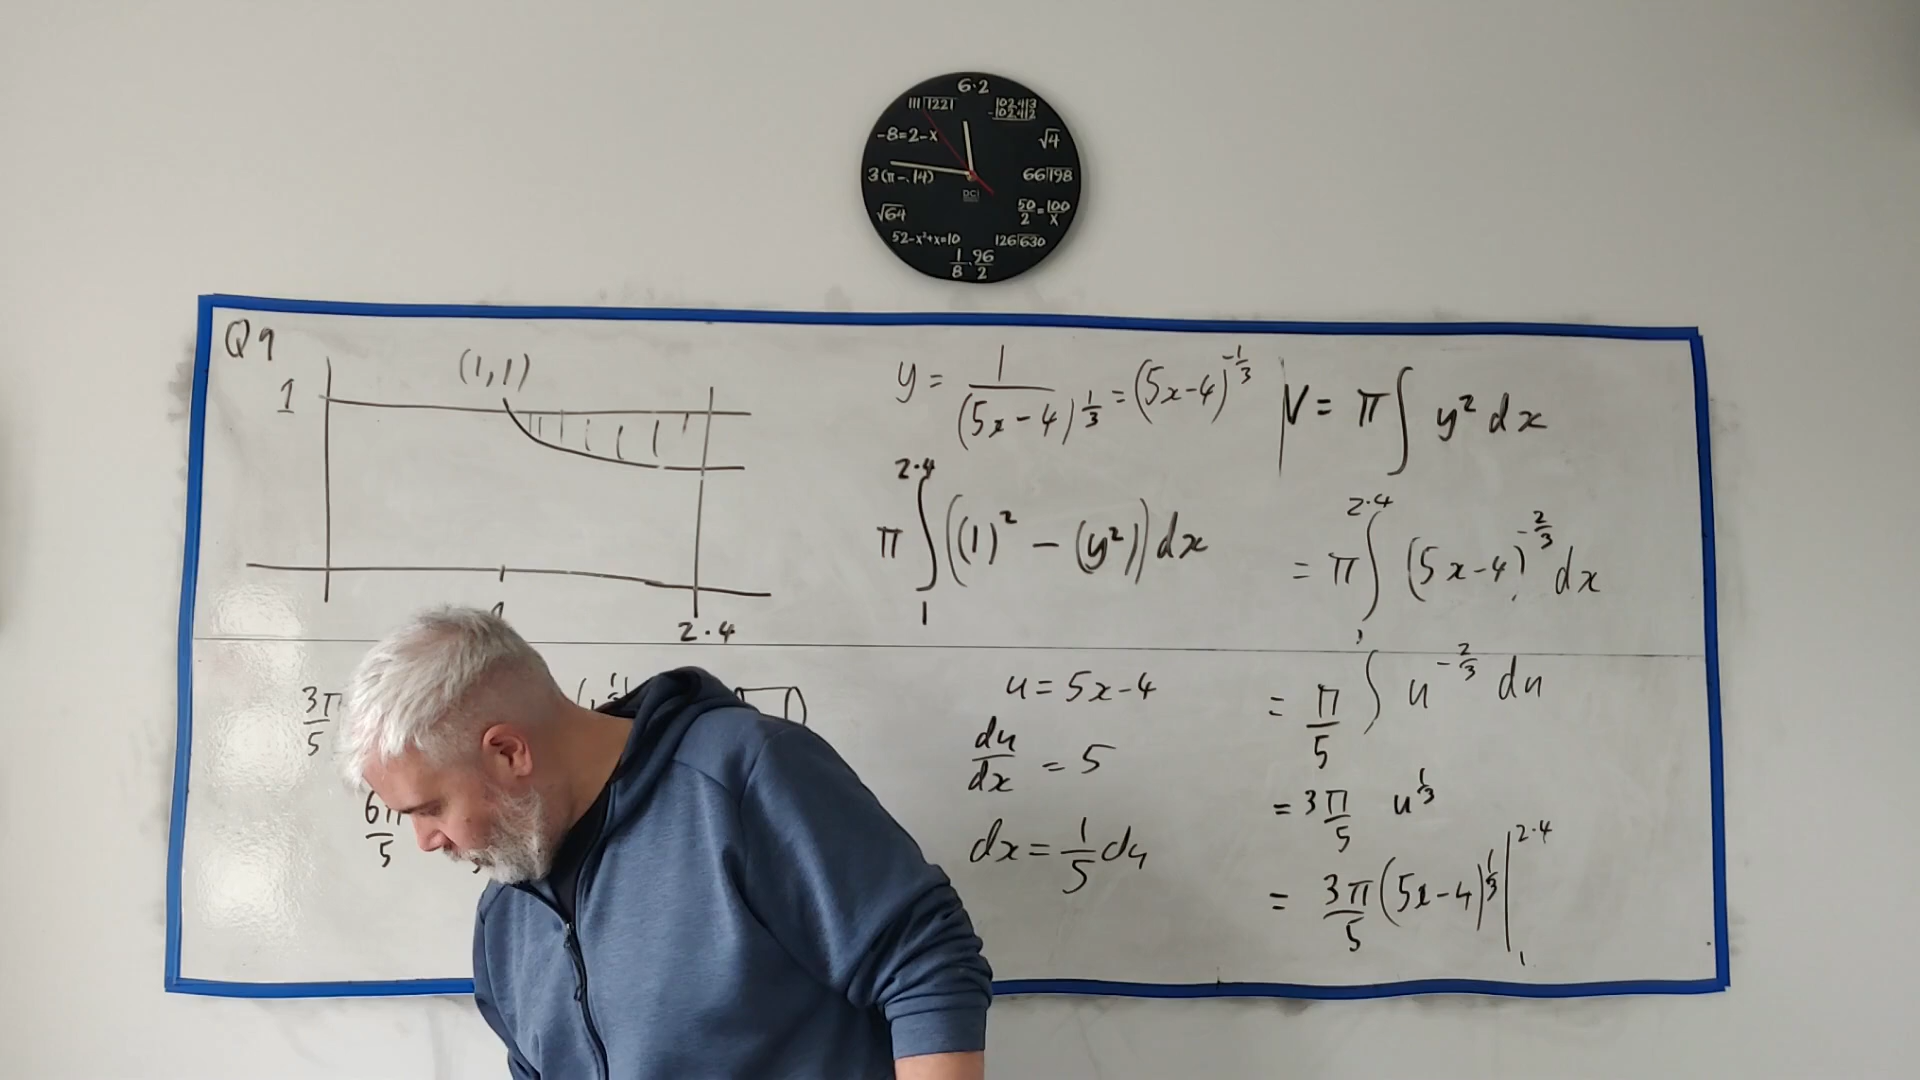 6·2
111⟌1221
102,413
-102,412
-8=2-x
√4
3(π-.14)
66⟌198
√64
50/2 = 100/x
52-x²+x=10
126⟌630
1/8 · 96/2
DCI
Q9
(1,1)
1
2.4
3π/5
6π/5
y = 1/(5x-4)^(1/3) = (5x-4)^(-1/3)
π ∫_1^2.4 ((1)² - (y²)) dx
u = 5x-4
du/dx = 5
dx = 1/5 du
V = π ∫ y² dx
= π ∫_1^2.4 (5x-4)^(-2/3) dx
= π/5 ∫ u^(-2/3) du
= 3π/5 u^(1/3)
= 3π/5 (5x-4)^(1/3) |_1^2.4